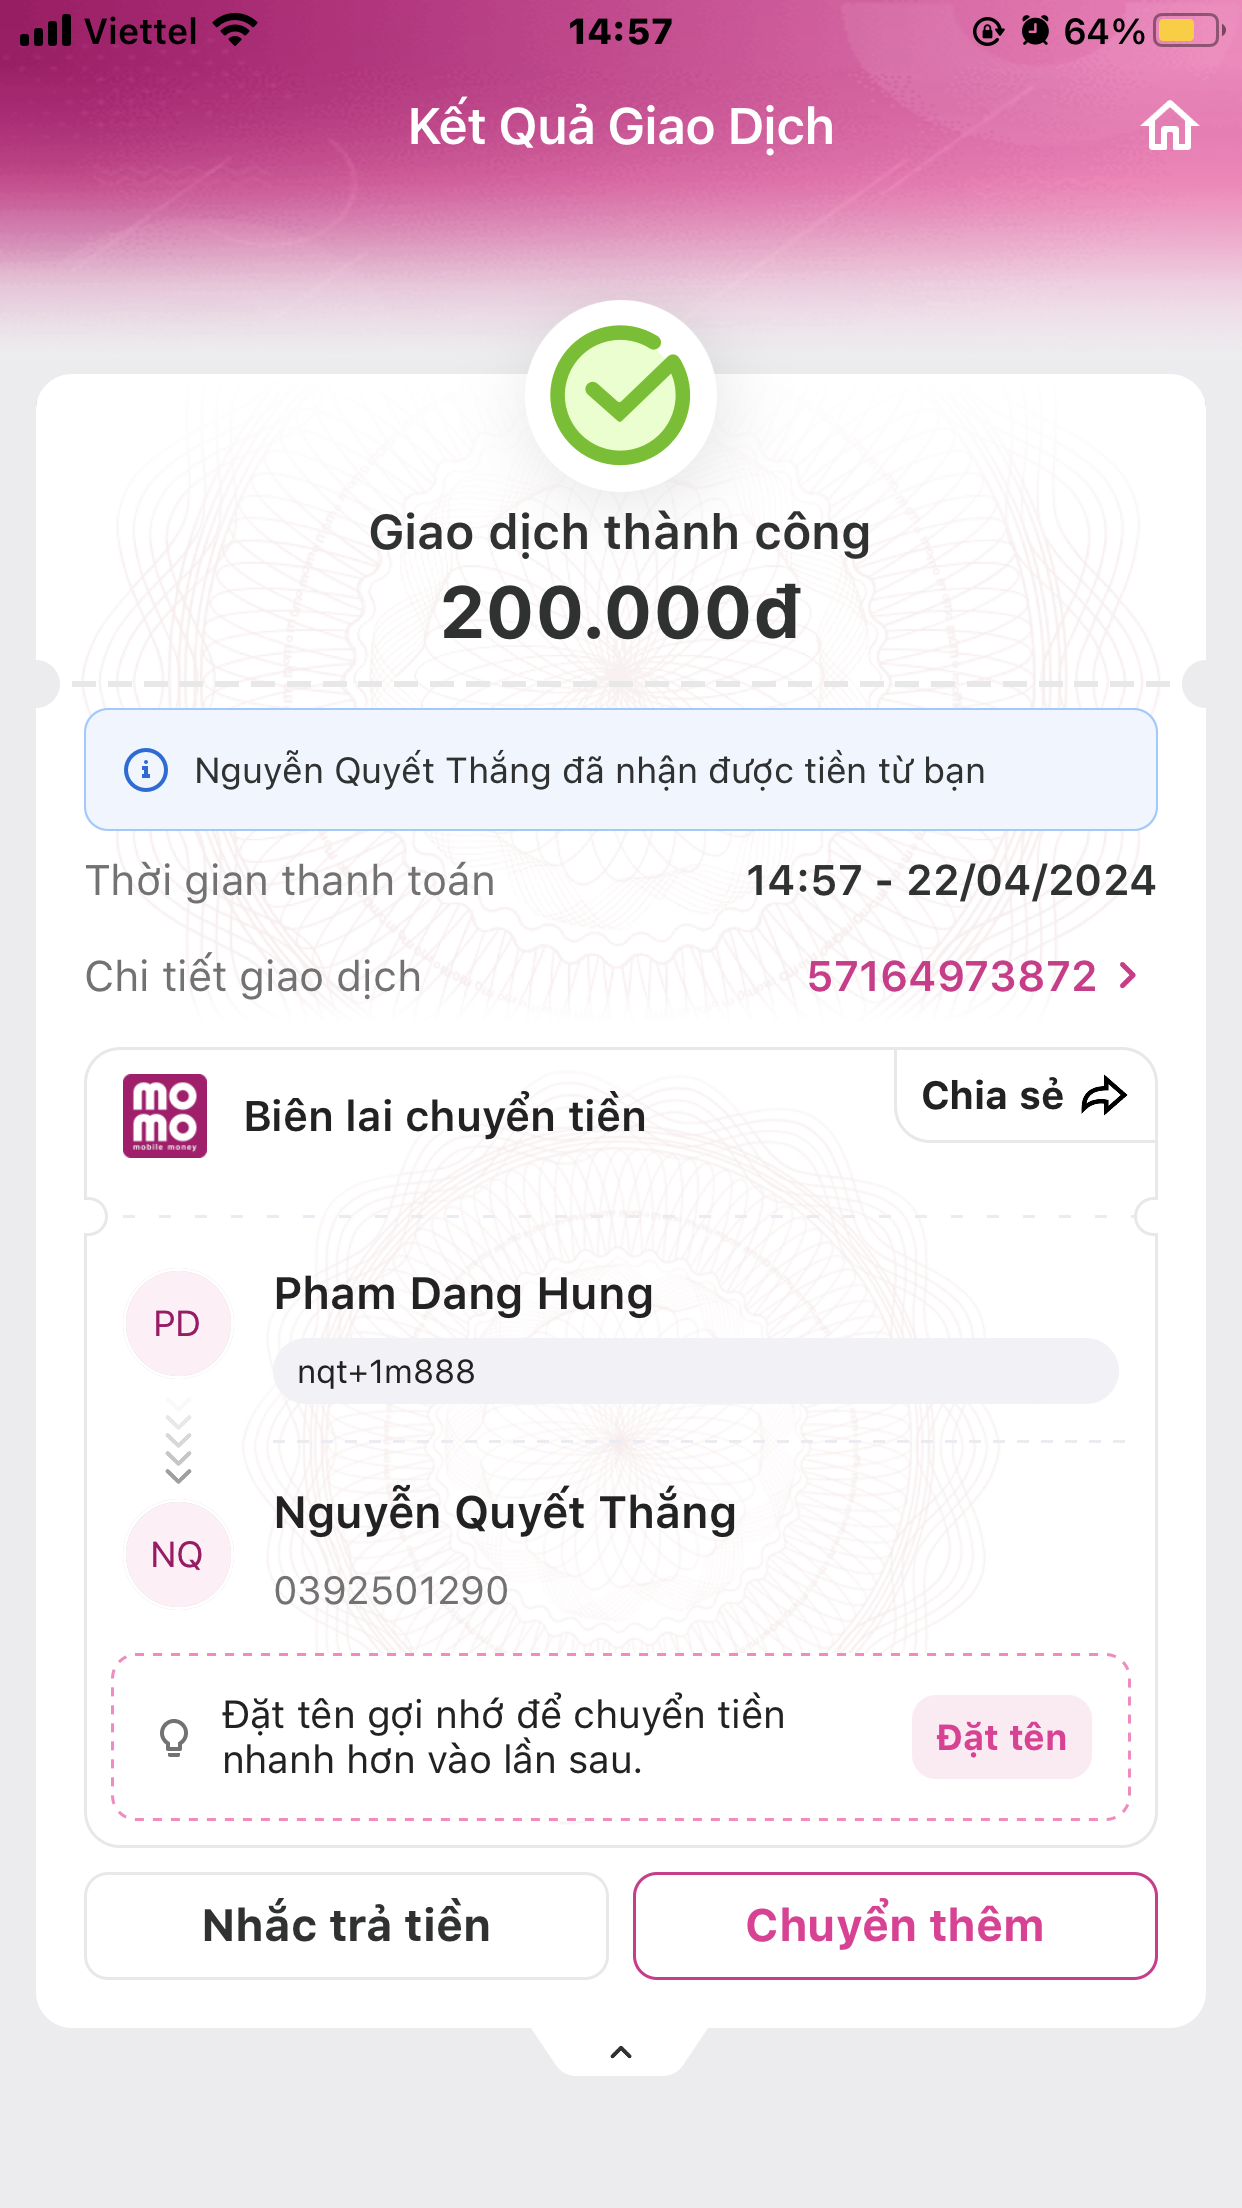 Viettel 14:57 64%
Kết Quả Giao Dịch
Giao dịch thành công
200.000đ
Nguyễn Quyết Thắng đã nhận được tiền từ bạn
Thời gian thanh toán 14:57 - 22/04/2024
Chi tiết giao dịch 57164973872
mo
mo
mobile money
Biên lai chuyển tiền
Chia sẻ
PD
Pham Dang Hung
nqt+1m888
NQ
Nguyễn Quyết Thắng
0392501290
Đặt tên gợi nhớ để chuyển tiền
nhanh hơn vào lần sau.
Đặt tên
Nhắc trả tiền
Chuyển thêm